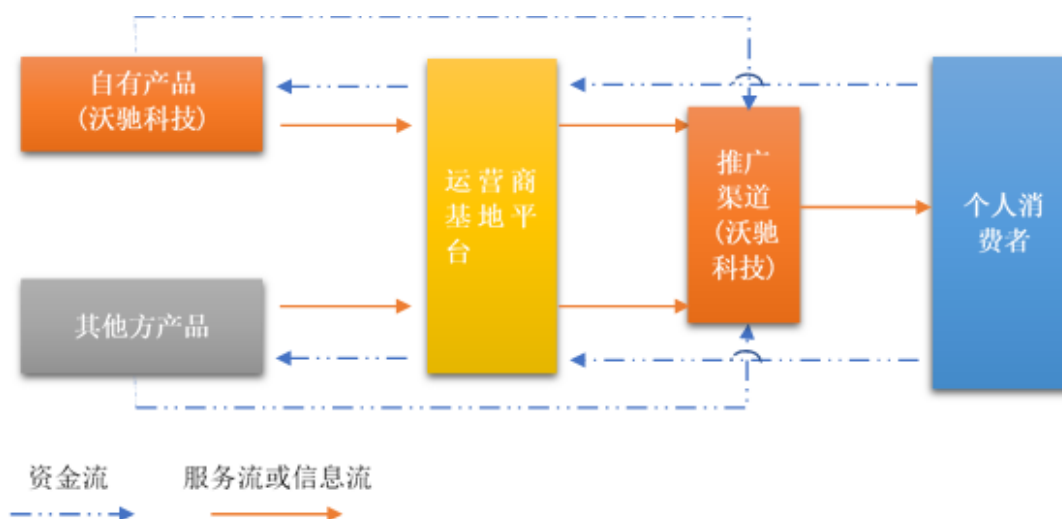 自有产品
(沃驰科技)
运营商
基地平
台
推广
渠道
(沃驰
科技)
个人消
费者
其他方产品
资金流
服务流或信息流